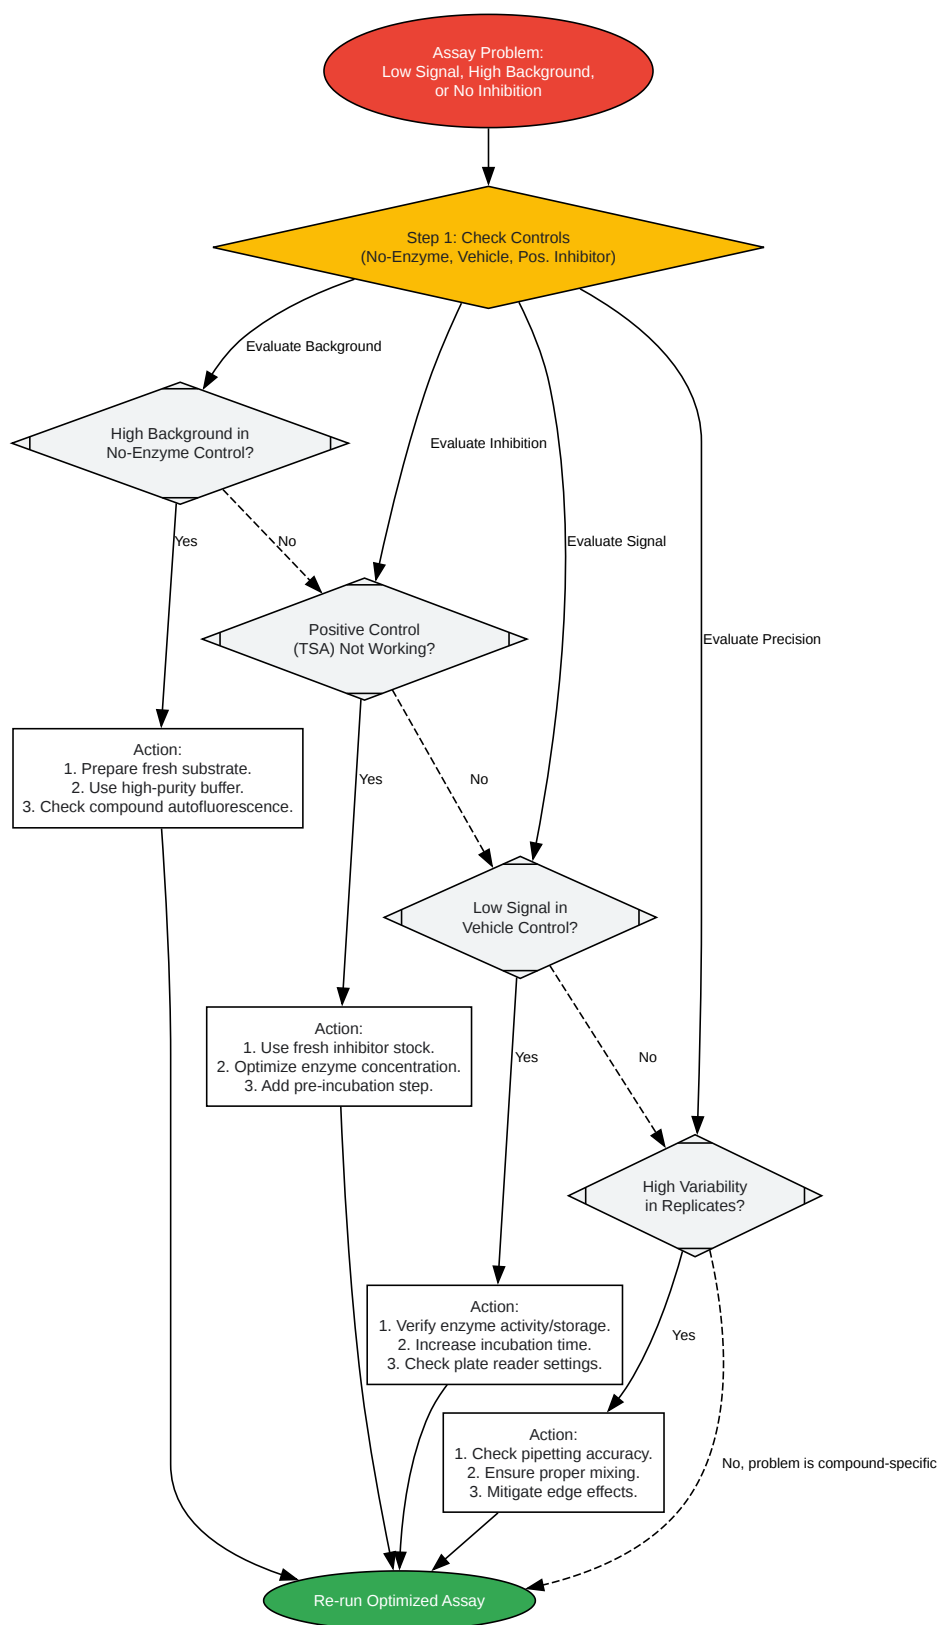 Assay Problem:
Low Signal, High Background,
or No Inhibition
Step 1: Check Controls
(No-Enzyme, Vehicle, Pos. Inhibitor)
Evaluate Background
High Background in
No-Enzyme Control?
Evaluate Inhibition
Evaluate Signal
Yes
No
Positive Control
(TSA) Not Working?
Evaluate Precision
Action:
1. Prepare fresh substrate.
2. Use high-purity buffer.
3. Check compound autofluorescence.
Yes
No
Low Signal in
Vehicle Control?
Action:
1. Use fresh inhibitor stock.
2. Optimize enzyme concentration.
3. Add pre-incubation step.
Yes
No
High Variability
in Replicates?
Action:
1. Verify enzyme activity/storage.
2. Increase incubation time.
3. Check plate reader settings.
Yes
Action:
1. Check pipetting accuracy.
2. Ensure proper mixing.
3. Mitigate edge effects.
No, problem is compound-specific
Re-run Optimized Assay